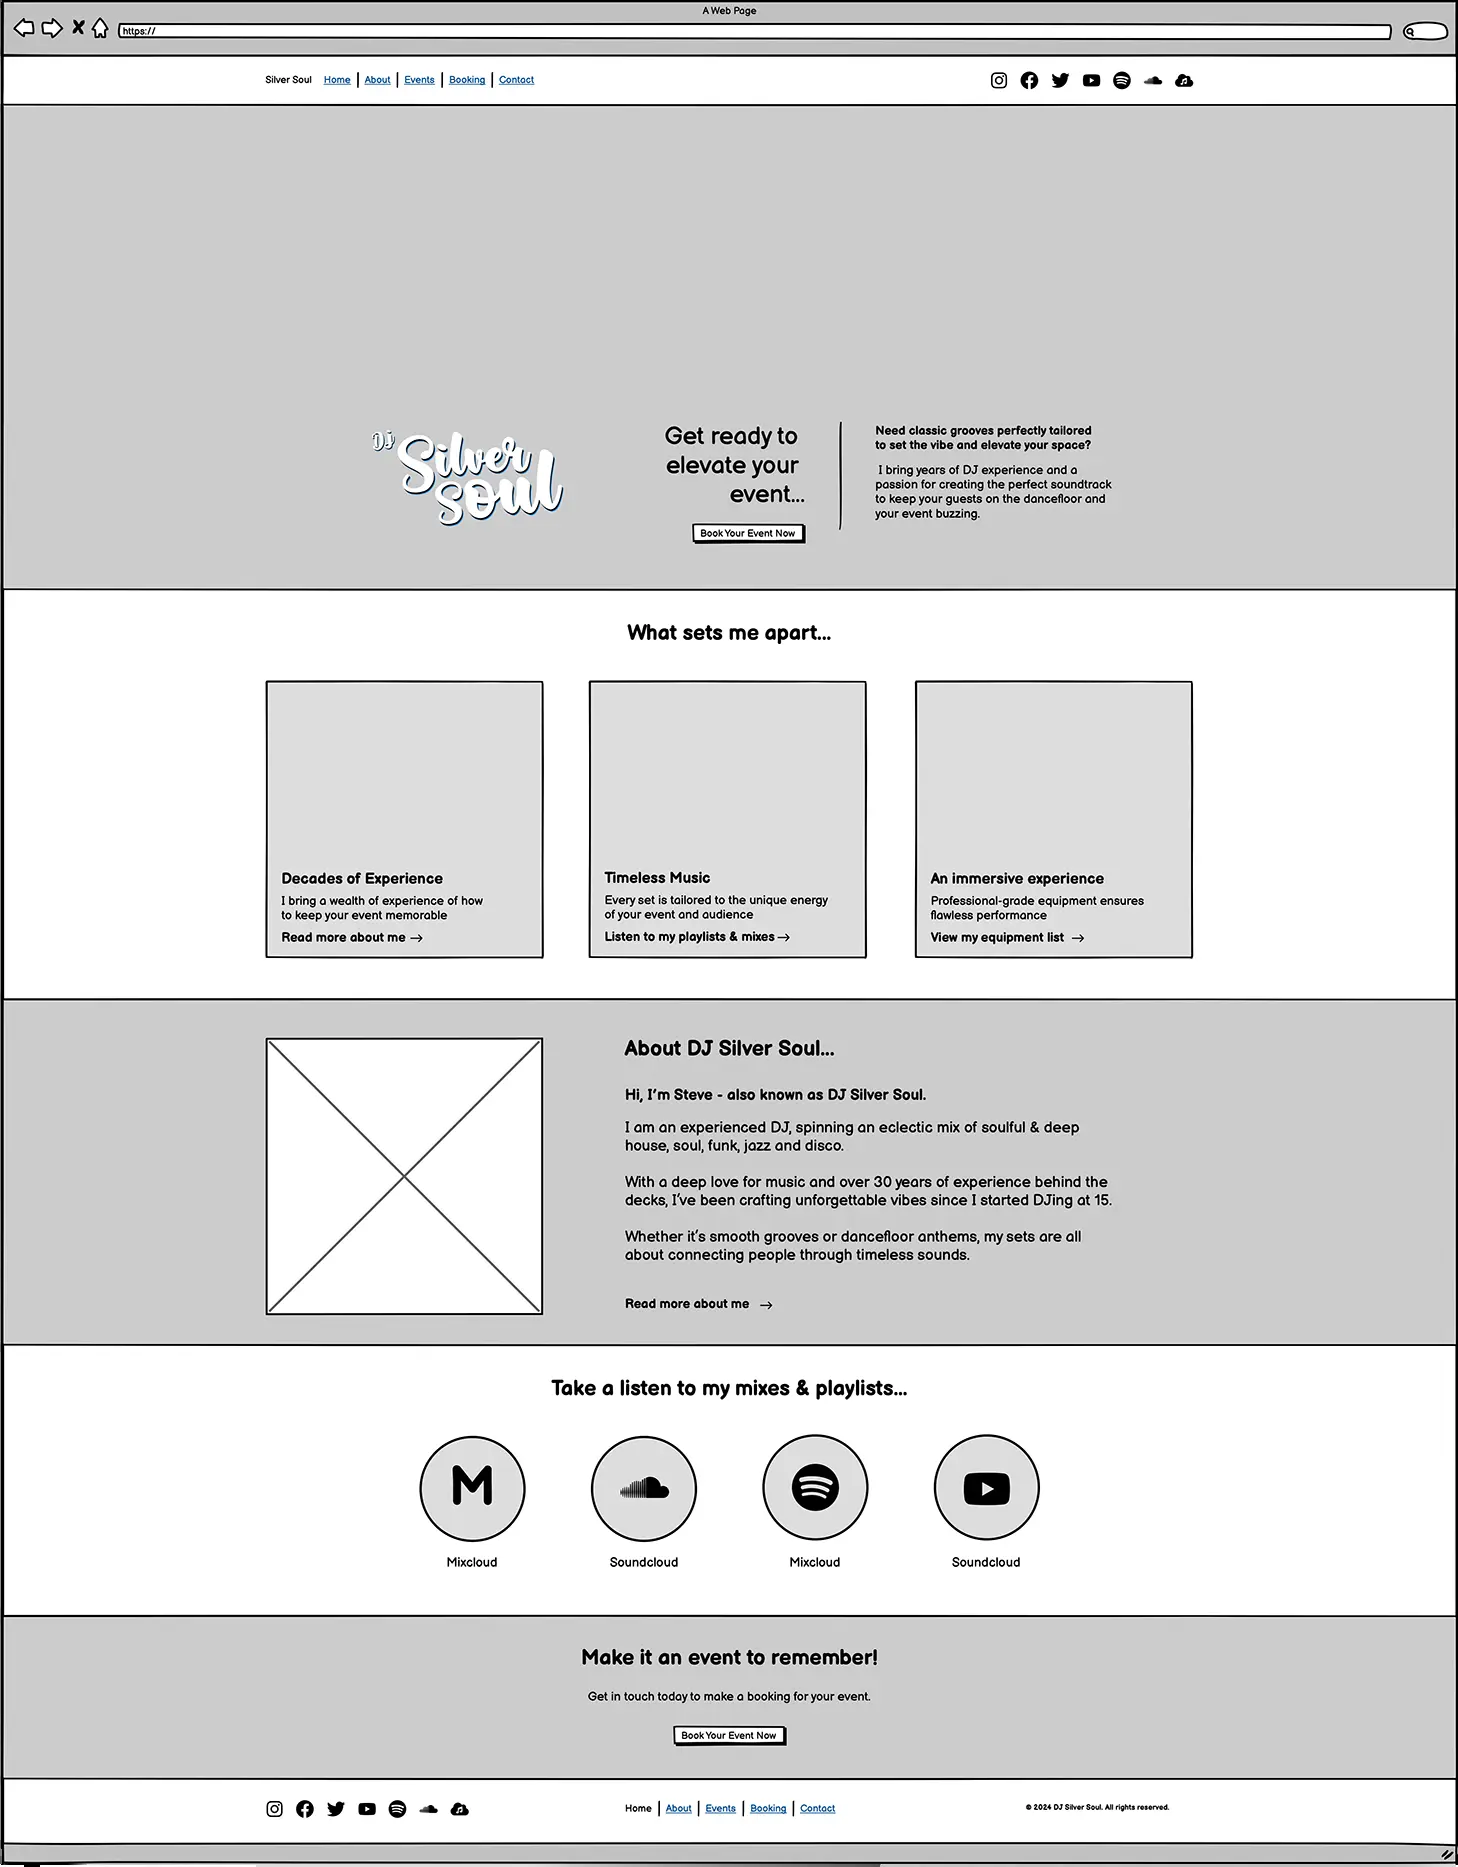 A Web Page
https://
Silver Soul Home | About | Events | Booking | Contact
DJ
Silver
Soul
Get ready to
elevate your
event...
Book Your Event Now
Need classic grooves perfectly tailored
to set the vibe and elevate your space?
I bring years of DJ experience and a
passion for creating the perfect soundtrack
to keep your guests on the dancefloor and
your event buzzing.
What sets me apart...
Decades of Experience
I bring a wealth of experience of how
to keep your event memorable
Read more about me →
Timeless Music
Every set is tailored to the unique energy
of your event and audience
Listen to my playlists & mixes →
An immersive experience
Professional-grade equipment ensures
flawless performance
View my equipment list →
About DJ Silver Soul...
Hi, I'm Steve - also known as DJ Silver Soul.
I am an experienced DJ, spinning an eclectic mix of soulful & deep
house, soul, funk, jazz and disco.
With a deep love for music and over 30 years of experience behind the
decks, I've been crafting unforgettable vibes since I started DJing at 15.
Whether it's smooth grooves or dancefloor anthems, my sets are all
about connecting people through timeless sounds.
Read more about me →
Take a listen to my mixes & playlists...
M
Mixcloud
Soundcloud
Mixcloud
Soundcloud
Make it an event to remember!
Get in touch today to make a booking for your event.
Book Your Event Now
Home | About | Events | Booking | Contact
© 2024 DJ Silver Soul. All rights reserved.